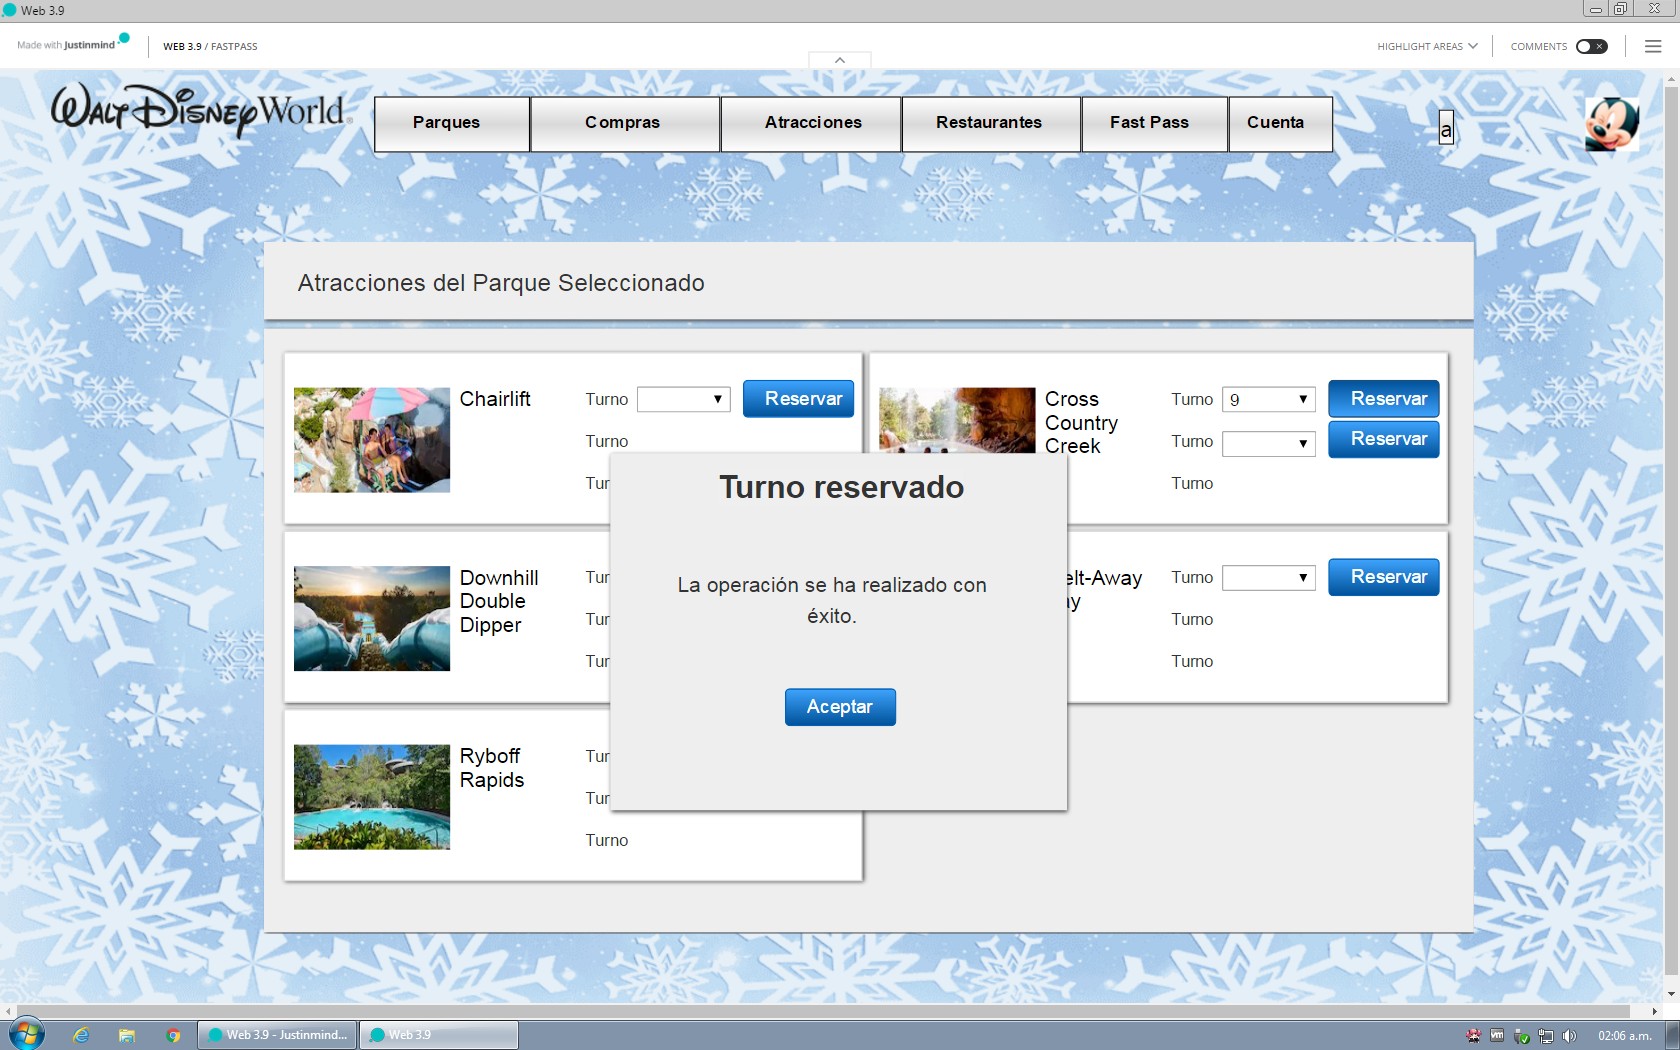 Web 3.9
Made with Justinmind
WEB 3.9 / FASTPASS
HIGHLIGHT AREAS
COMMENTS
WALT DISNEY World
Parques
Compras
Atracciones
Restaurantes
Fast Pass
Cuenta
a
Atracciones del Parque Seleccionado
Chairlift
Turno
Reservar
Turno
Tur
Cross
Country
Creek
Turno 9
Reservar
Turno
Reservar
Turno
Turno reservado
La operación se ha realizado con
éxito.
Aceptar
Downhill
Double
Dipper
Tur
Tur
Tur
elt-Away
ay
Turno
Reservar
Turno
Turno
Ryboff
Rapids
Tur
Tur
Turno
Web 3.9 - Justinmind...
Web 3.9
vm
02:06 a.m.